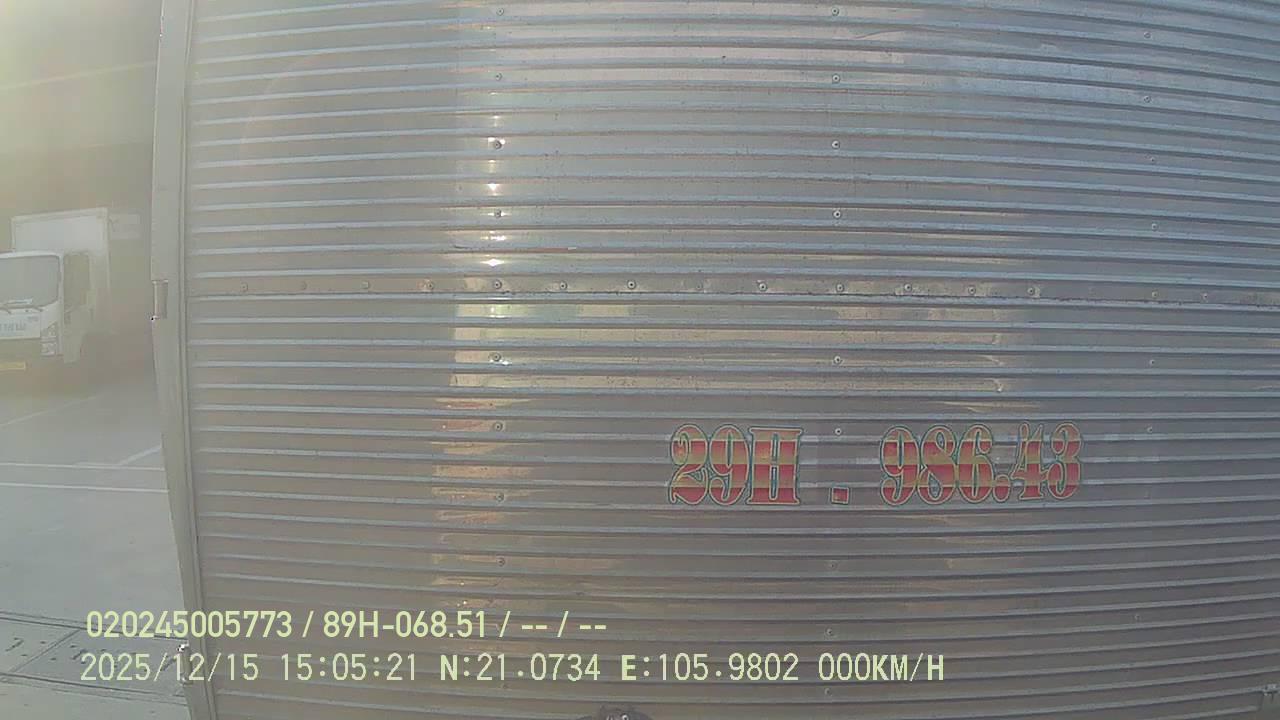 29H . 986.43
020245005773 / 89H-068.51 / -- / --
2025/12/15 15:05:21 N:21.0734 E:105.9802 000KM/H